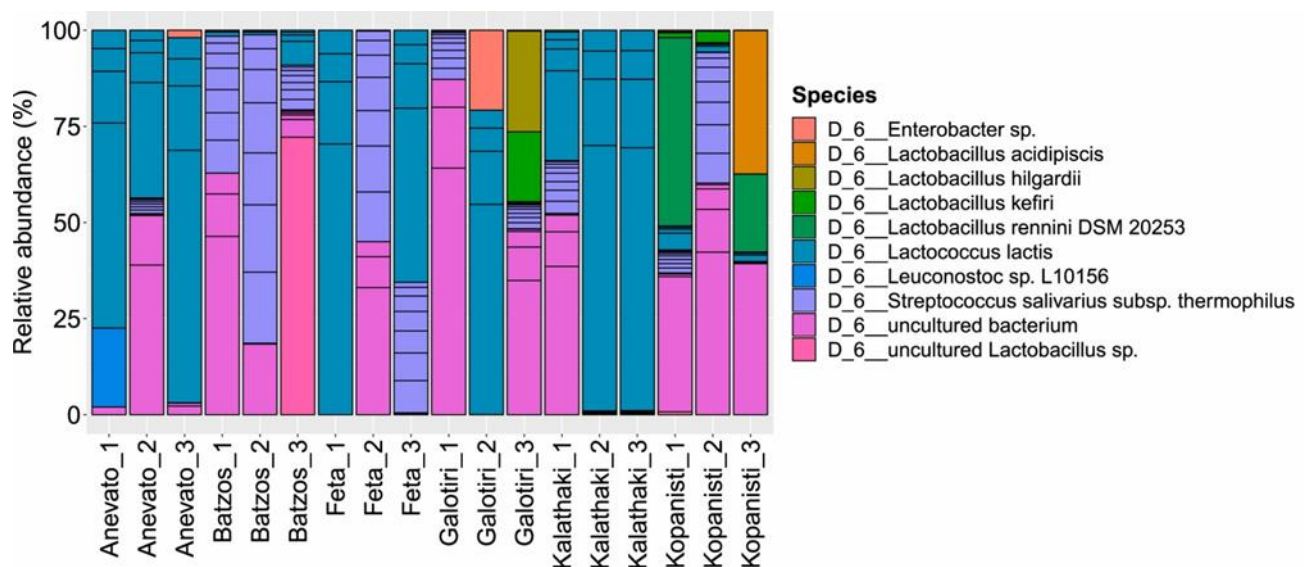 Relative abundance (%)
100
75
50
25
0
Anevato_1
Anevato_2
Anevato_3
Batzos_1
Batzos_2
Batzos_3
Feta_1
Feta_2
Feta_3
Galotiri_1
Galotiri_2
Galotiri_3
Kalathaki_1
Kalathaki_2
Kalathaki_3
Kopanisti_1
Kopanisti_2
Kopanisti_3
Species
D_6__Enterobacter sp.
D_6__Lactobacillus acidipiscis
D_6__Lactobacillus hilgardii
D_6__Lactobacillus kefiri
D_6__Lactobacillus rennini DSM 20253
D_6__Lactococcus lactis
D_6__Leuconostoc sp. L10156
D_6__Streptococcus salivarius subsp. thermophilus
D_6__uncultured bacterium
D_6__uncultured Lactobacillus sp.